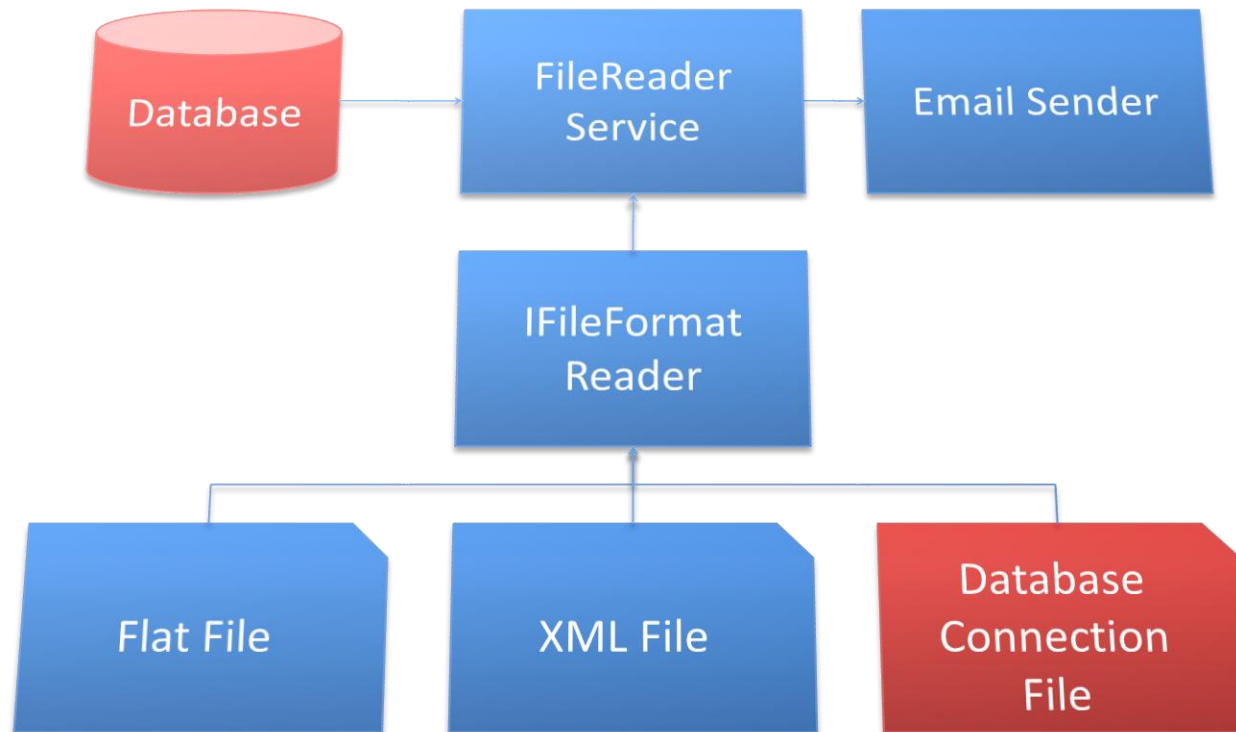 Database
FileReader
Service
Email Sender
IFileFormat
Reader
Flat File
XML File
Database
Connection
File